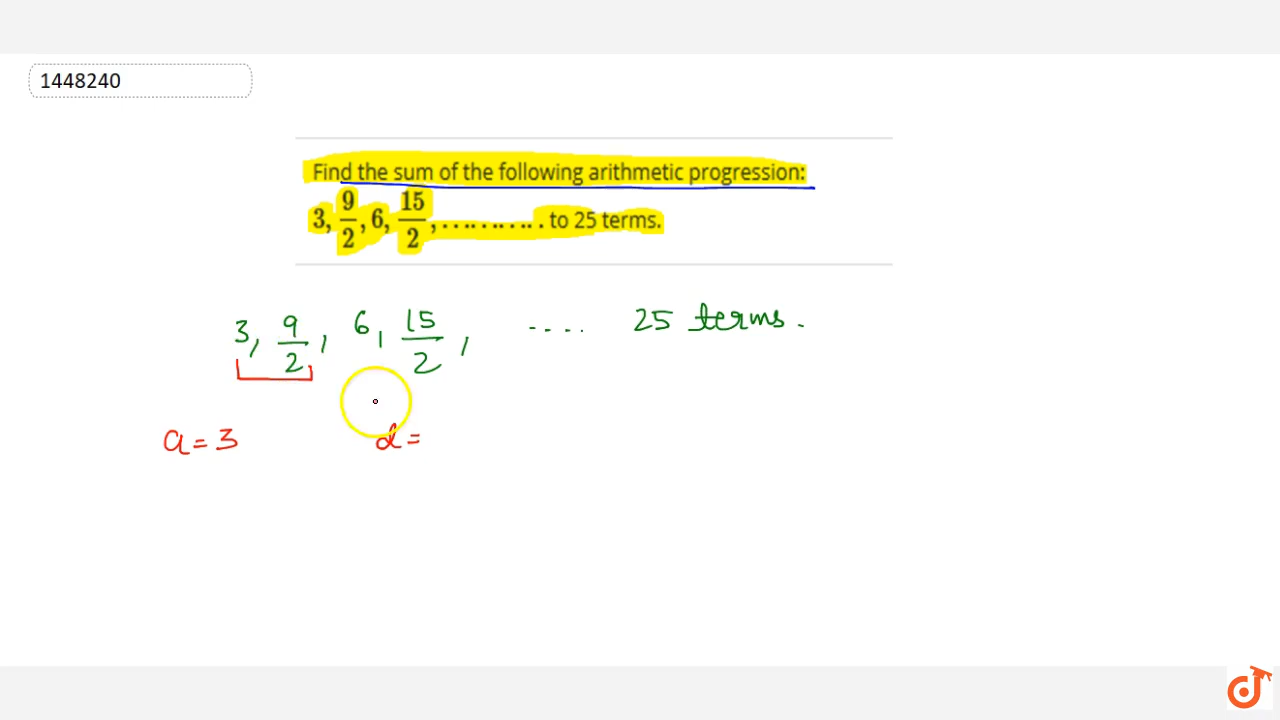 1448240
Find the sum of the following arithmetic progression:
3, 9/2, 6, 15/2, ........... to 25 terms.
3, 9/2, 6, 15/2, .... 25 terms.
a = 3 d =